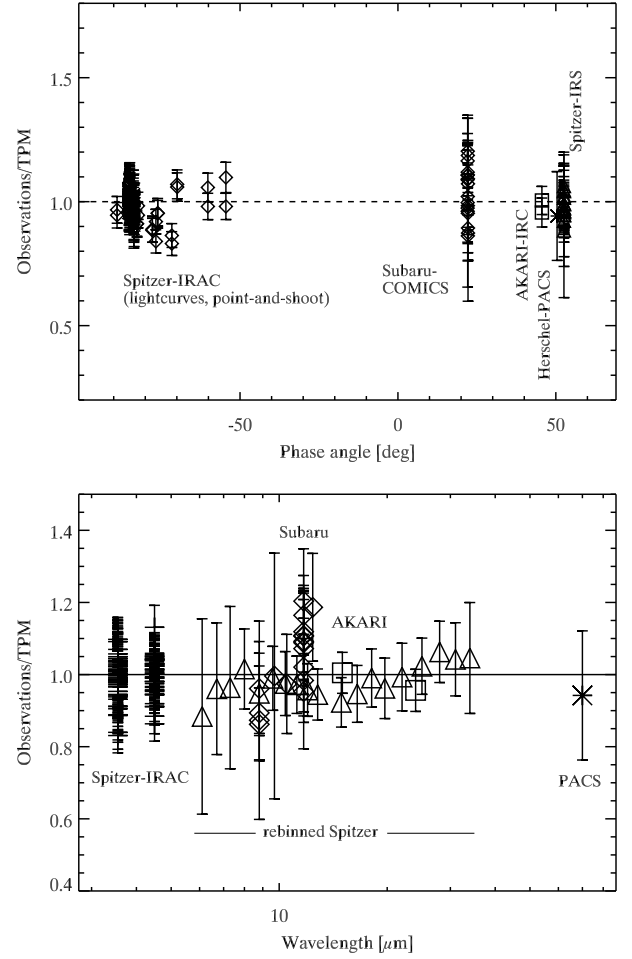 1.5
1.0
0.5
Observations/TPM
Spitzer-IRAC
(lightcurves, point-and-shoot)
Subaru-
COMICS
AKARI-IRC
Herschel-PACS
Spitzer-IRS
-50
0
50
Phase angle [deg]
1.4
1.2
1.0
0.8
0.6
0.4
Observations/TPM
Subaru
AKARI
Spitzer-IRAC
PACS
rebinned Spitzer
10
Wavelength [μm]